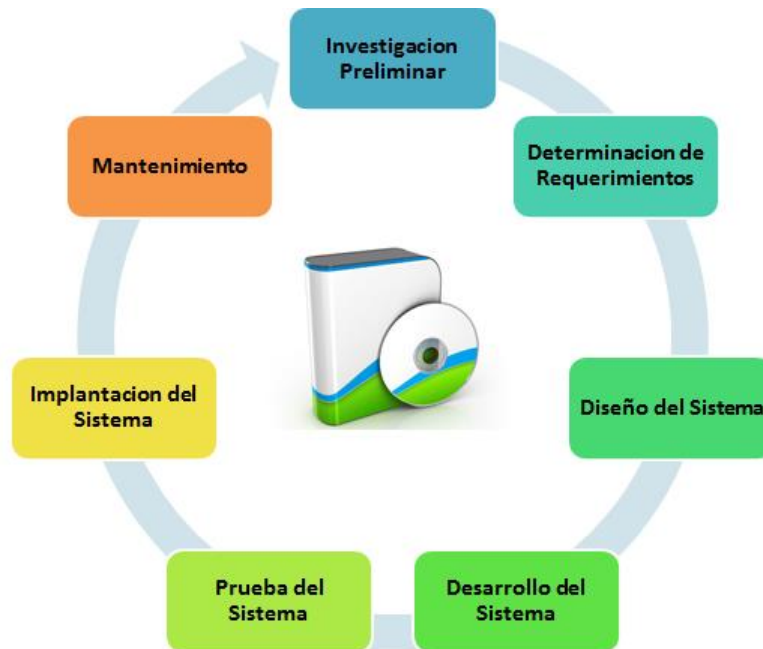 Investigacion
Preliminar
Determinacion de
Requerimientos
Diseño del Sistema
Desarrollo del
Sistema
Prueba del
Sistema
Implantacion del
Sistema
Mantenimiento